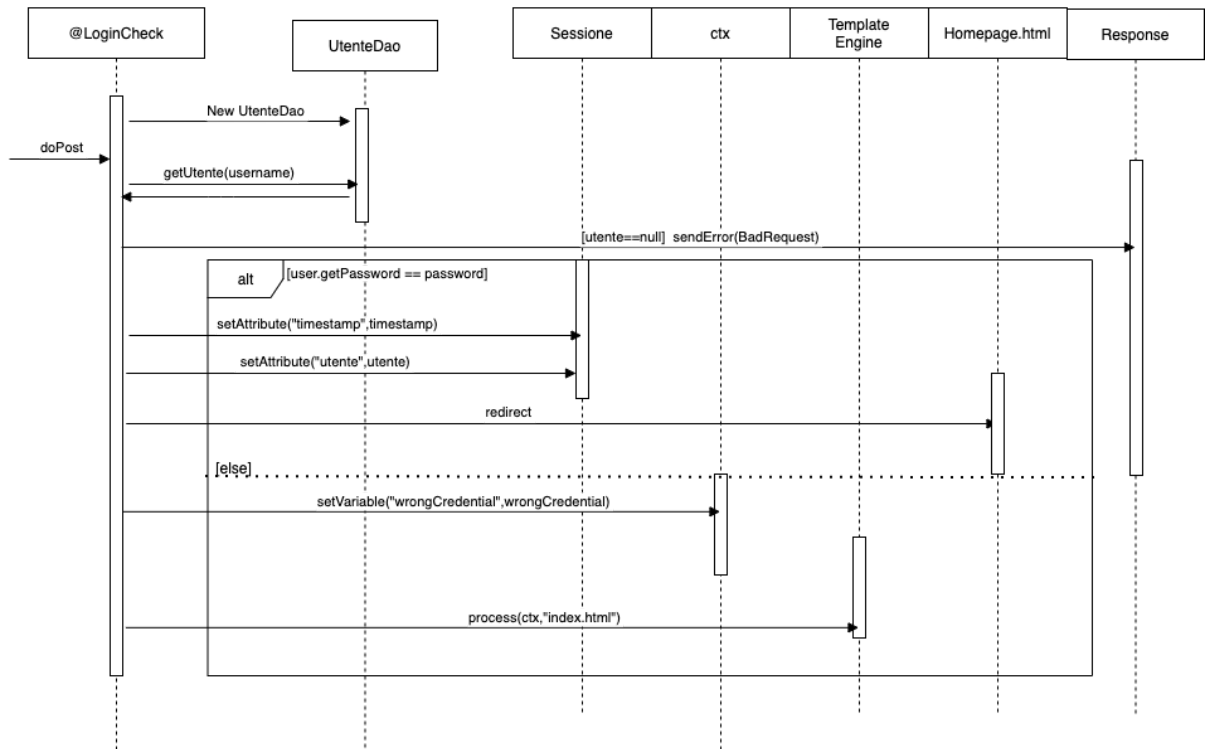 @LoginCheck
UtenteDao
Sessione
ctx
Template
Engine
Homepage.html
Response
New UtenteDao
doPost
getUtente(username)
[utente==null]  sendError(BadRequest)
alt
[user.getPassword == password]
setAttribute("timestamp",timestamp)
setAttribute("utente",utente)
redirect
[else]
setVariable("wrongCredential",wrongCredential)
process(ctx,"index.html")